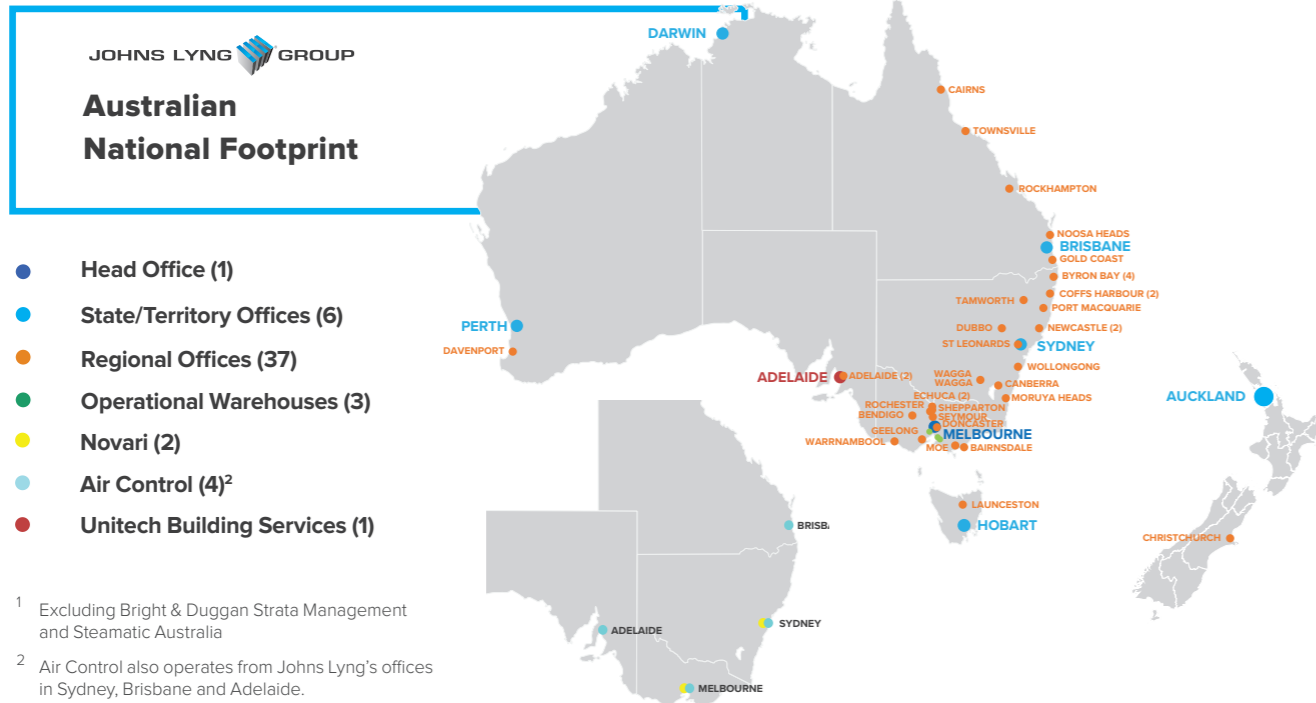 JOHNS LYNG GROUP
Australian
National Footprint
Head Office (1)
State/Territory Offices (6)
Regional Offices (37)
Operational Warehouses (3)
Novari (2)
Air Control (4)²
Unitech Building Services (1)
1 Excluding Bright & Duggan Strata Management
and Steamatic Australia
2 Air Control also operates from Johns Lyng's offices
in Sydney, Brisbane and Adelaide.
DARWIN
CAIRNS
TOWNSVILLE
ROCKHAMPTON
NOOSA HEADS
BRISBANE
GOLD COAST
BYRON BAY (4)
COFFS HARBOUR (2)
TAMWORTH
PORT MACQUARIE
PERTH
DUBBO
NEWCASTLE (2)
DAVENPORT
ST LEONARDS
SYDNEY
WOLLONGONG
ADELAIDE
ADELAIDE (2)
WAGGA
WAGGA
CANBERRA
ECHUCA (2)
MORUYA HEADS
ROCHESTER
SHEPPARTON
BENDIGO
SEYMOUR
DONCASTER
GEELONG
MELBOURNE
WARRNAMBOOL
MOE
BAIRNSDALE
LAUNCESTON
HOBART
AUCKLAND
CHRISTCHURCH
BRISBA
ADELAIDE
SYDNEY
MELBOURNE